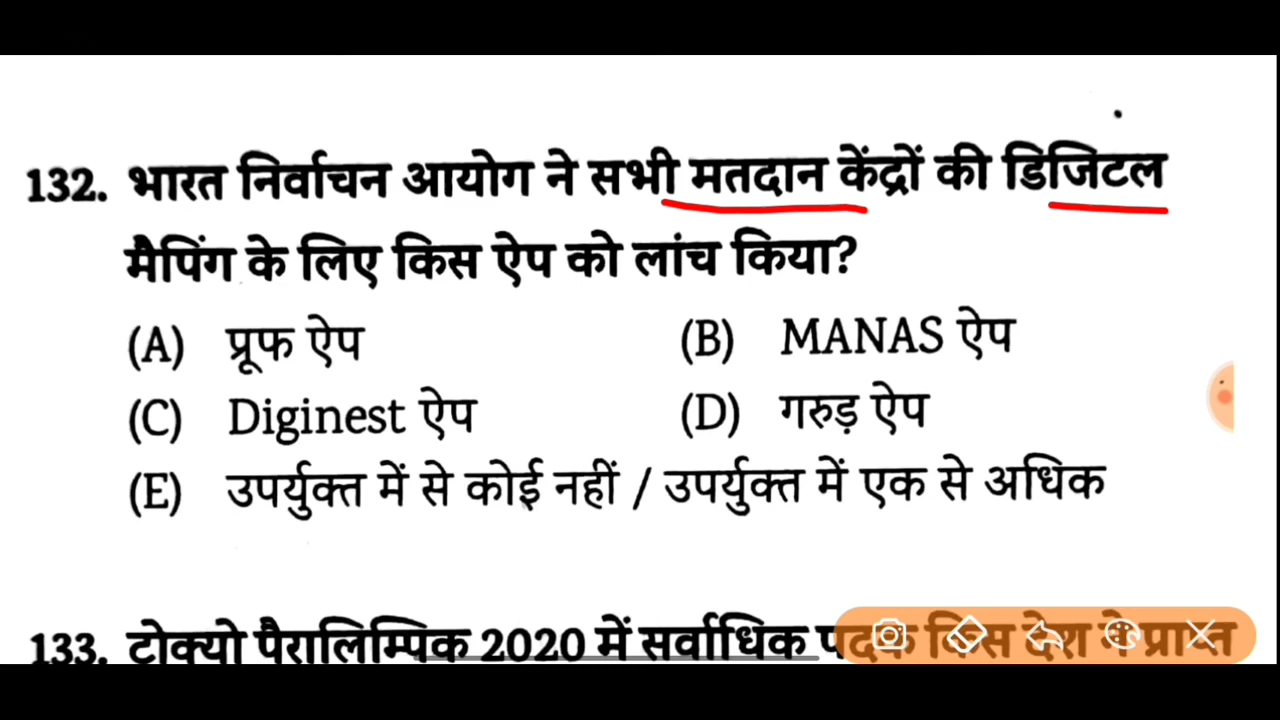 132. भारत निर्वाचन आयोग ने सभी मतदान केंद्रों की डिजिटल
मैपिंग के लिए किस ऐप को लांच किया?
(A) प्रूफ ऐप (B) MANAS ऐप
(C) Diginest ऐप (D) गरुड़ ऐप
(E) उपर्युक्त में से कोई नहीं / उपर्युक्त में एक से अधिक
133. टोक्यो पैरालिम्पिक 2020 में सर्वाधिक पदक किस देश ने प्राप्त